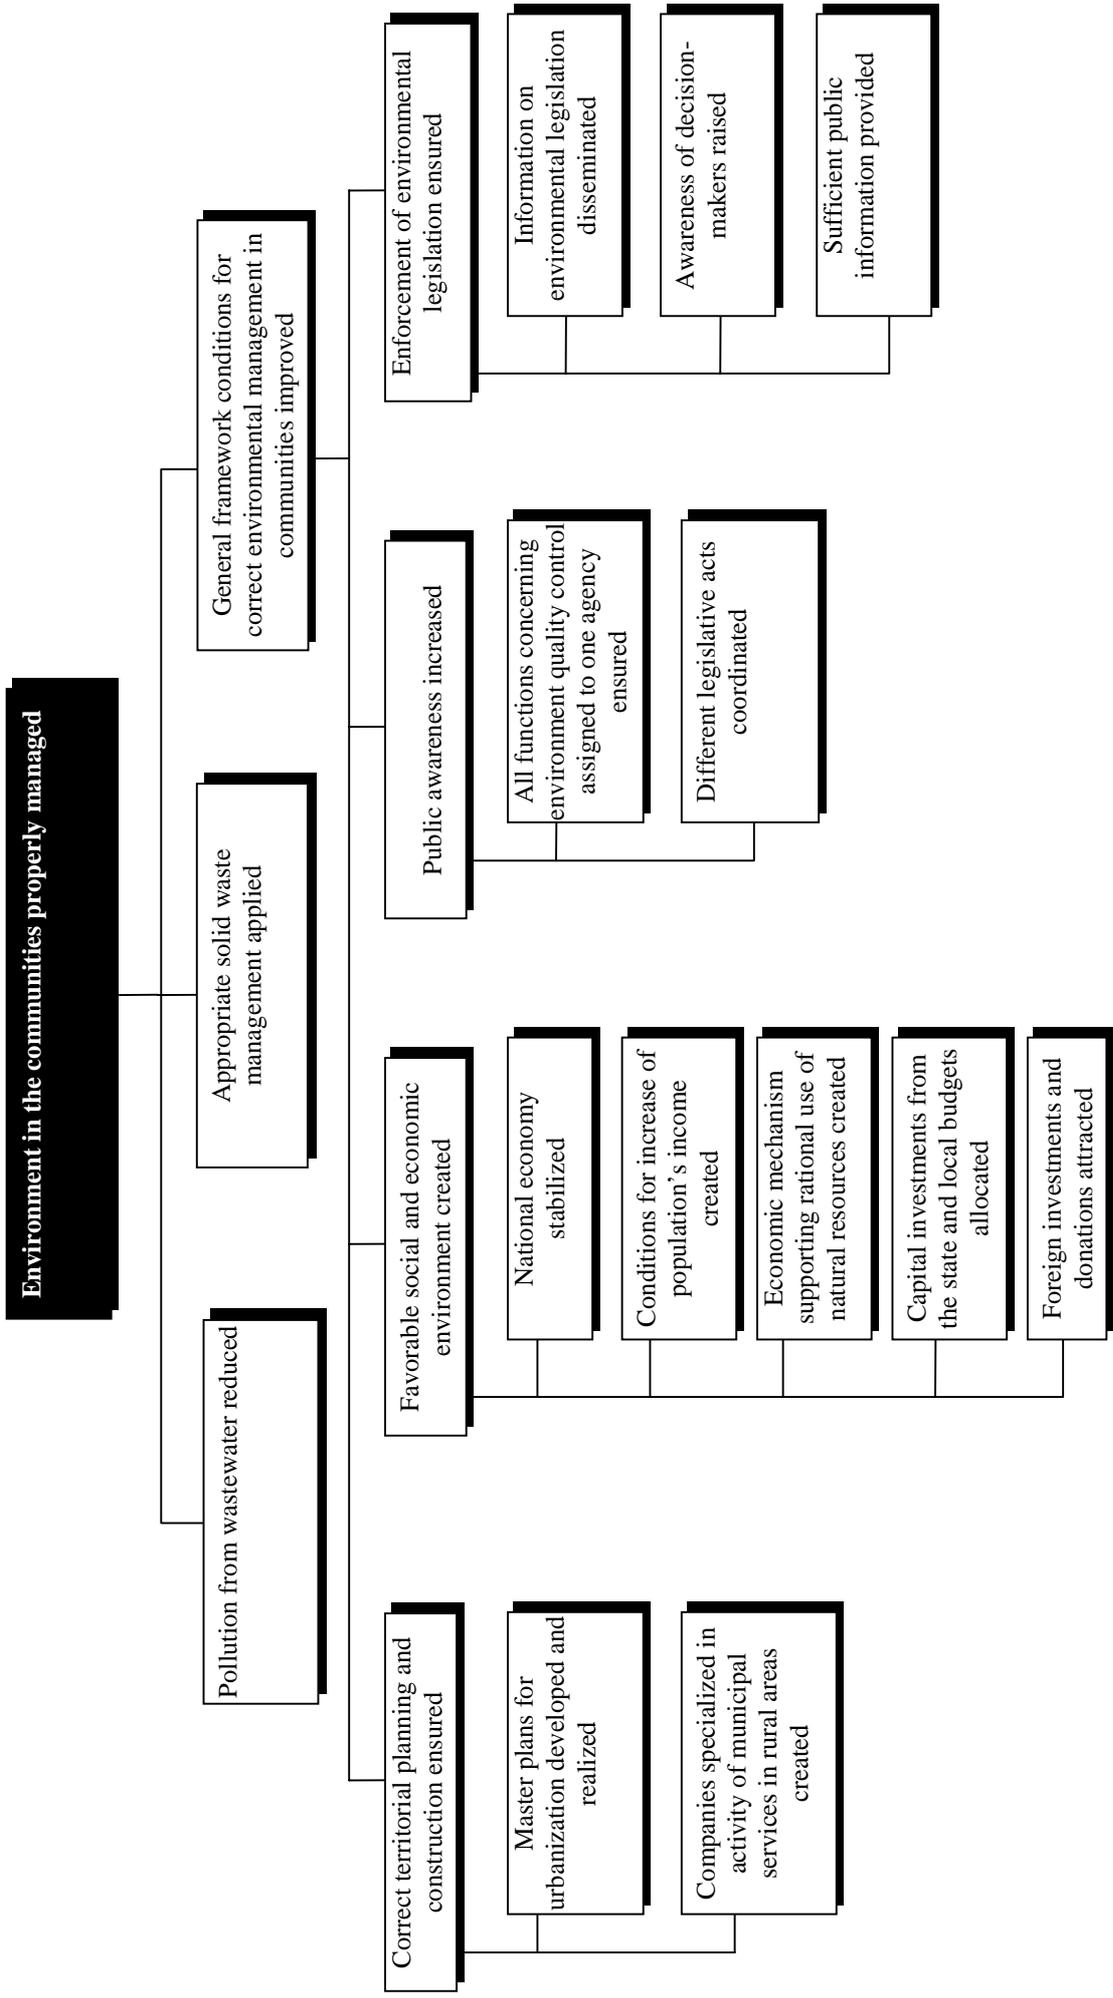 Environment in the communities properly managed
Pollution from wastewater reduced
Appropriate solid waste
management applied
General framework conditions for
correct environmental management in
communities improved
Correct territorial planning and
construction ensured
Master plans for
urbanization developed and
realized
Companies specialized in
activity of municipal
services in rural areas
created
Favorable social and economic
environment created
National economy
stabilized
Conditions for increase of
population’s income
created
Economic mechanism
supporting rational use of
natural resources created
Capital investments from
the state and local budgets
allocated
Foreign investments and
donations attracted
Public awareness increased
All functions concerning
environment quality control
assigned to one agency
ensured
Different legislative acts
coordinated
Enforcement of environmental
legislation ensured
Information on
environmental legislation
disseminated
Awareness of decision-
makers raised
Sufficient public
information provided